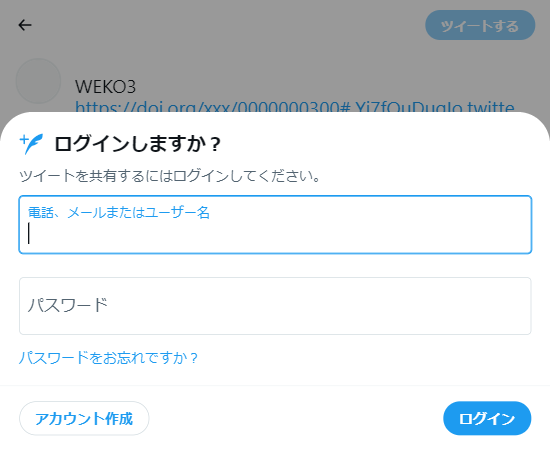 ツイートする
WEKO3
https://doi.org/xxx/0000000300#.Yi7fOuDuglo.twitte
ログインしますか？
ツイートを共有するにはログインしてください。
電話、メールまたはユーザー名
パスワード
パスワードをお忘れですか？
アカウント作成
ログイン